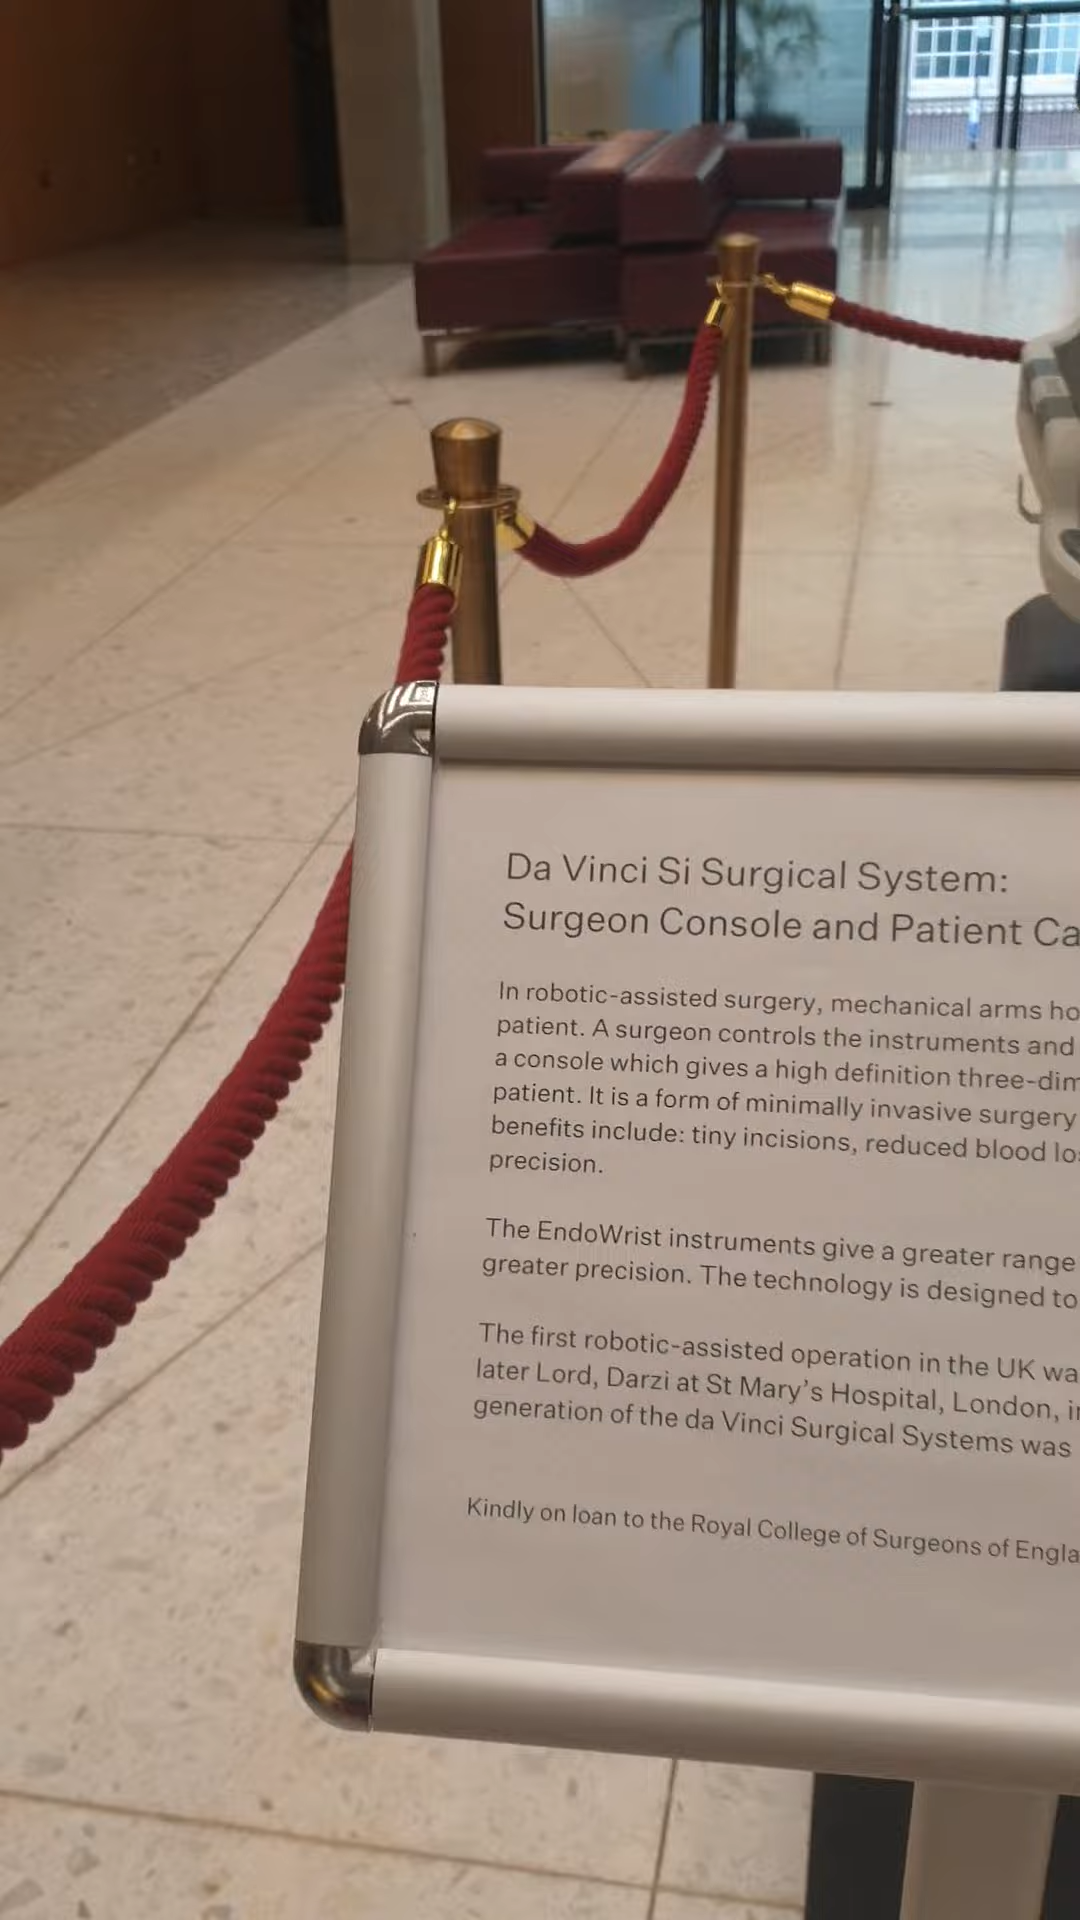 Da Vinci Si Surgical System:
Surgeon Console and Patient Ca
In robotic-assisted surgery, mechanical arms ho
patient. A surgeon controls the instruments and
a console which gives a high definition three-dim
patient. It is a form of minimally invasive surgery
benefits include: tiny incisions, reduced blood lo
precision.
The EndoWrist instruments give a greater range
greater precision. The technology is designed to
The first robotic-assisted operation in the UK wa
later Lord, Darzi at St Mary's Hospital, London, i
generation of the da Vinci Surgical Systems was
Kindly on loan to the Royal College of Surgeons of Engla